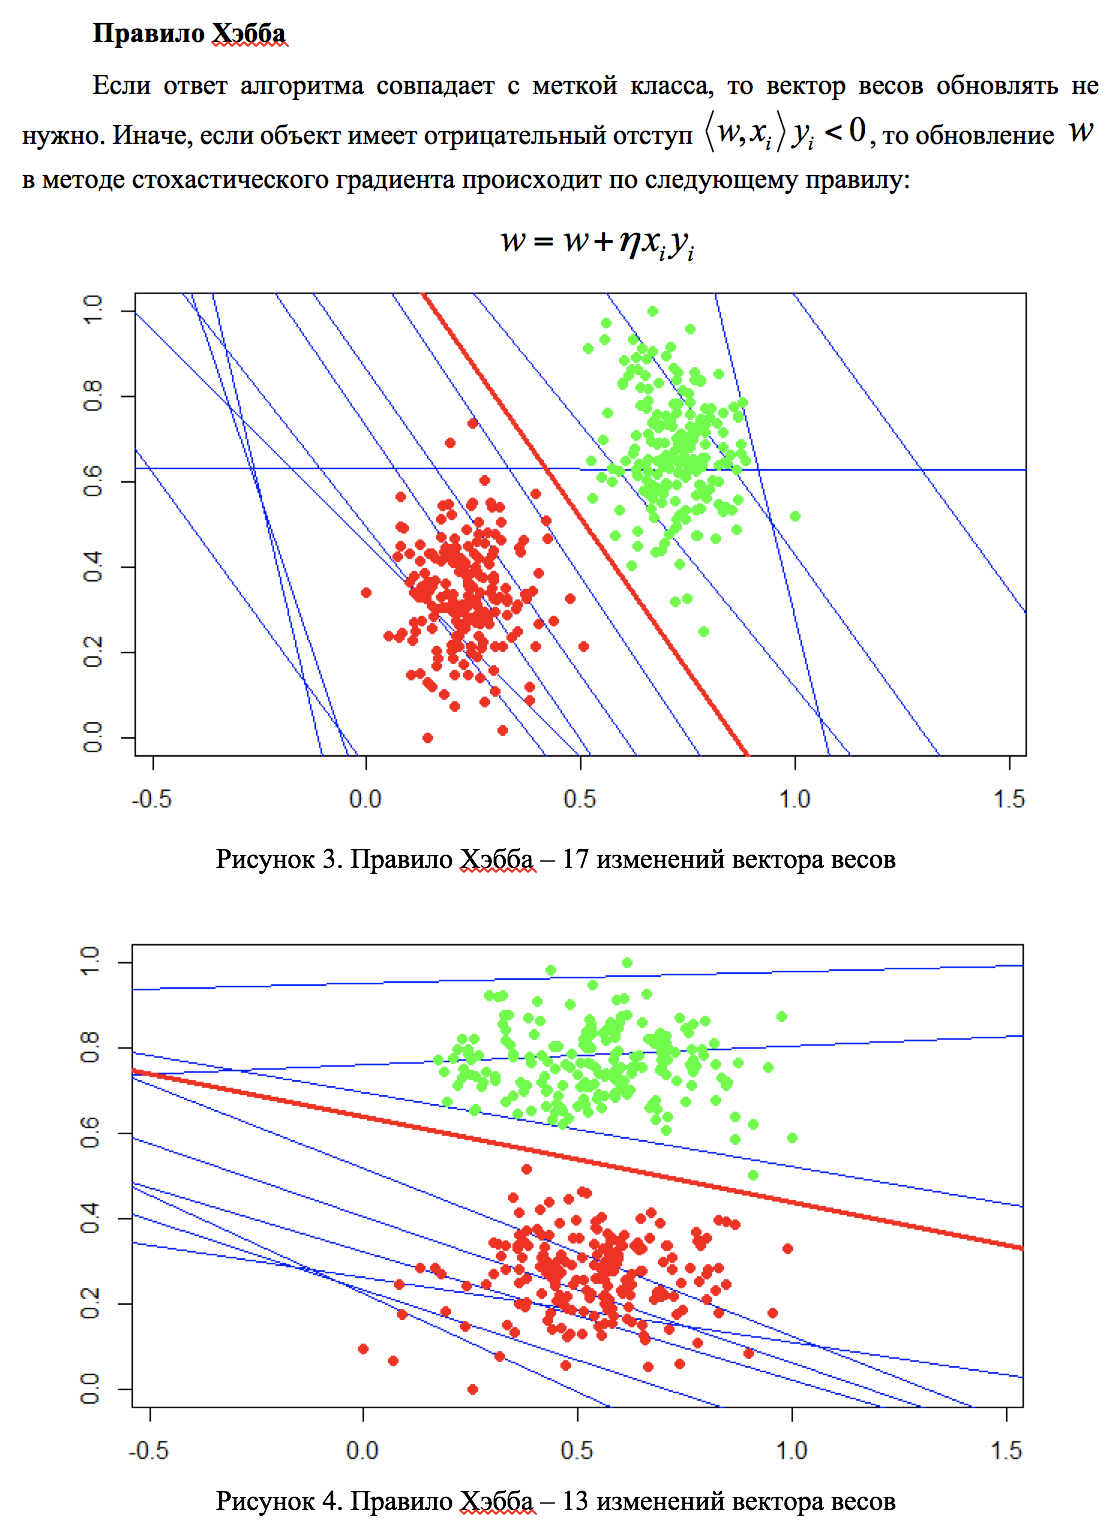 Правило Хэбба
Если ответ алгоритма совпадает с меткой класса, то вектор весов обновлять не
нужно. Иначе, если объект имеет отрицательный отступ ⟨w, xᵢ⟩ yᵢ < 0, то обновление w
в методе стохастического градиента происходит по следующему правилу:
w = w + ηxᵢyᵢ
1.0
0.8
0.6
0.4
0.2
0.0
-0.5 0.0 0.5 1.0 1.5
Рисунок 3. Правило Хэбба – 17 изменений вектора весов
1.0
0.8
0.6
0.4
0.2
0.0
-0.5 0.0 0.5 1.0 1.5
Рисунок 4. Правило Хэбба – 13 изменений вектора весов